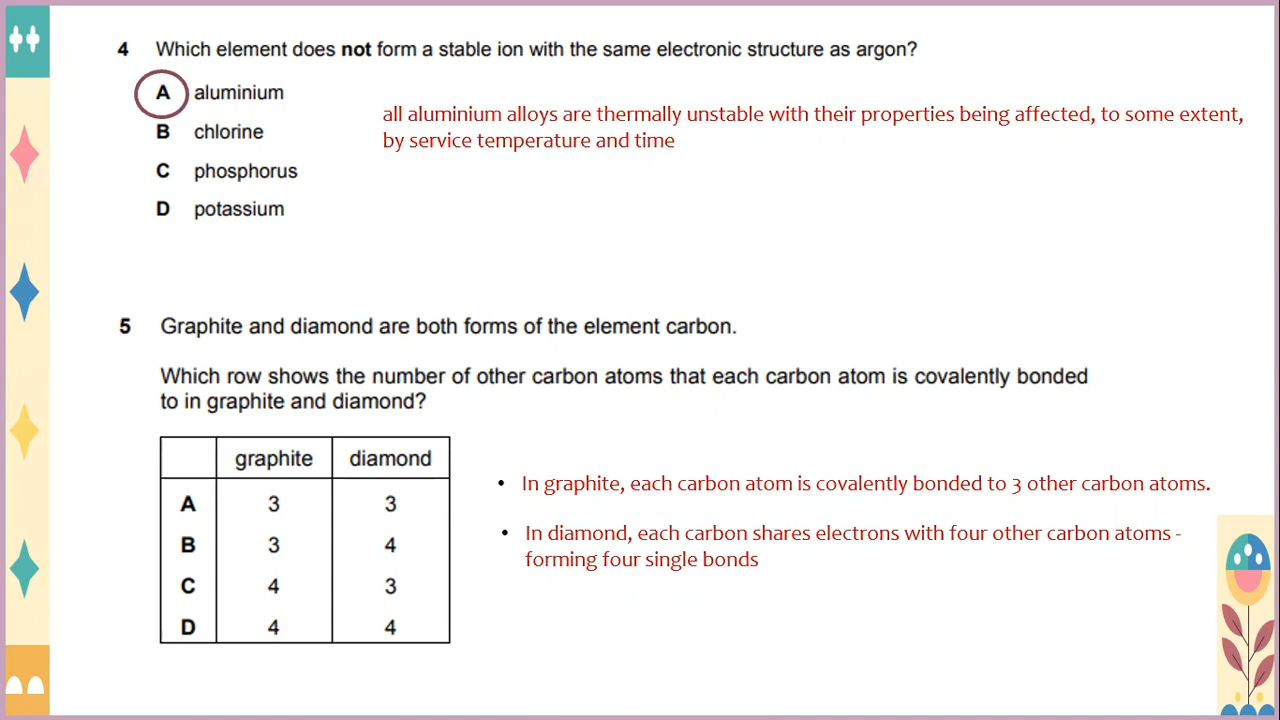 4 Which element does not form a stable ion with the same electronic structure as argon?
A aluminium
all aluminium alloys are thermally unstable with their properties being affected, to some extent,
by service temperature and time
B chlorine
C phosphorus
D potassium
5 Graphite and diamond are both forms of the element carbon.
Which row shows the number of other carbon atoms that each carbon atom is covalently bonded
to in graphite and diamond?
graphite diamond
A 3 3
B 3 4
C 4 3
D 4 4
• In graphite, each carbon atom is covalently bonded to 3 other carbon atoms.
• In diamond, each carbon shares electrons with four other carbon atoms -
forming four single bonds